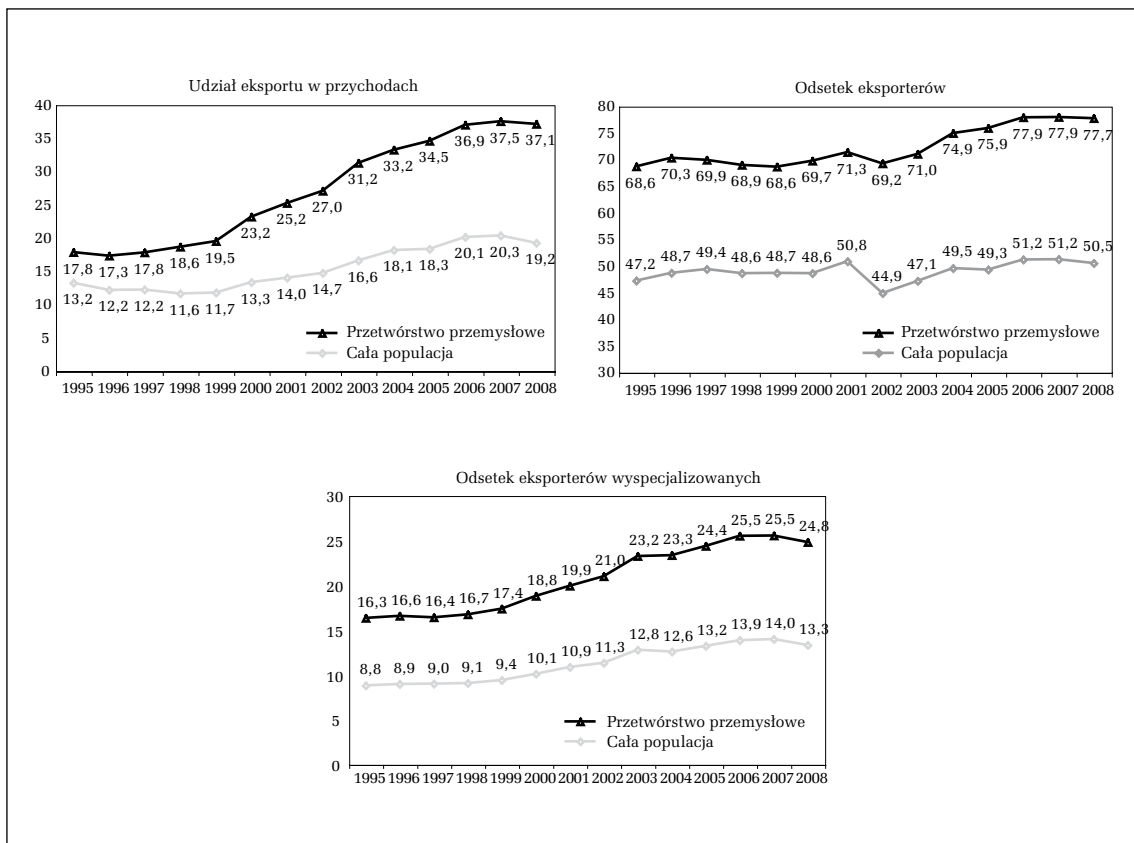 Udział eksportu w przychodach
40
35
30
25
20
15
10
5
0
17,8 17,3 17,8 18,6 19,5 23,2 25,2 27,0 31,2 33,2 34,5 36,9 37,5 37,1
13,2 12,2 12,2 11,6 11,7 13,3 14,0 14,7 16,6 18,1 18,3 20,1 20,3 19,2
Przetwórstwo przemysłowe
Cała populacja
1995 1996 1997 1998 1999 2000 2001 2002 2003 2004 2005 2006 2007 2008
Odsetek eksporterów
80
75
70
65
60
55
50
45
40
35
30
68,6 70,3 69,9 68,9 68,6 69,7 71,3 69,2 71,0 74,9 75,9 77,9 77,9 77,7
47,2 48,7 49,4 48,6 48,7 48,6 50,8 44,9 47,1 49,5 49,3 51,2 51,2 50,5
Przetwórstwo przemysłowe
Cała populacja
1995 1996 1997 1998 1999 2000 2001 2002 2003 2004 2005 2006 2007 2008
Odsetek eksporterów wyspecjalizowanych
30
25
20
15
10
5
0
16,3 16,6 16,4 16,7 17,4 18,8 19,9 21,0 23,2 23,3 24,4 25,5 25,5 24,8
8,8 8,9 9,0 9,1 9,4 10,1 10,9 11,3 12,8 12,6 13,2 13,9 14,0 13,3
Przetwórstwo przemysłowe
Cała populacja
1995 1996 1997 1998 1999 2000 2001 2002 2003 2004 2005 2006 2007 2008